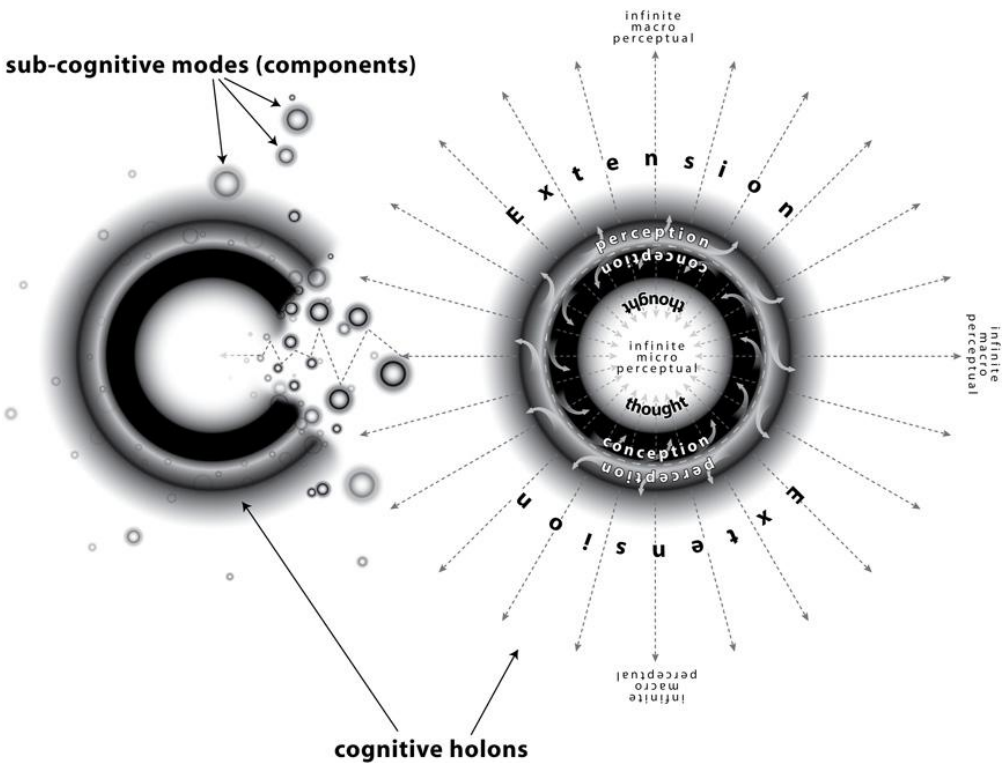 infinite
macro
perceptual
sub-cognitive modes (components)
Extension
perception
conception
thought
infinite
micro
perceptual
infinite
macro
perceptual
thought
conception
perception
Extension
infinite
macro
perceptual
cognitive holons